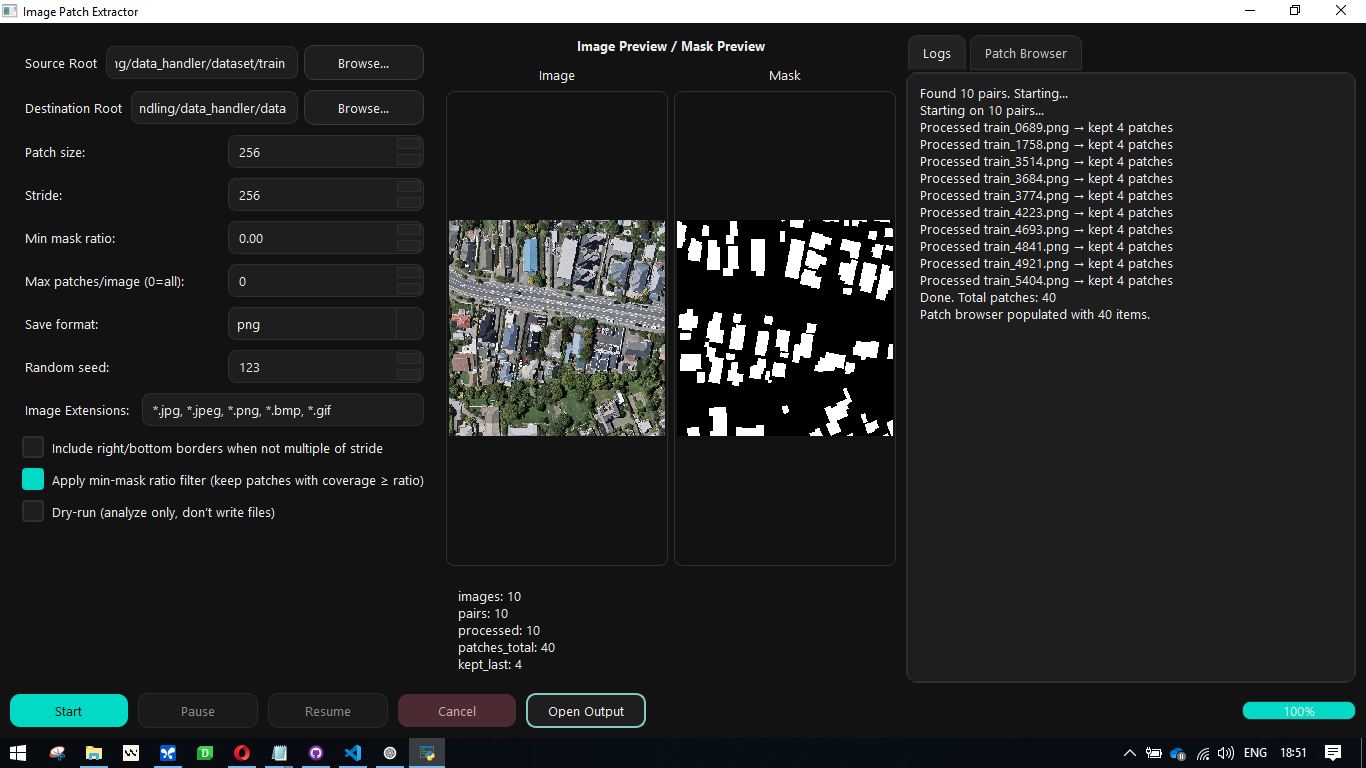 Image Patch Extractor
Source Root
ng/data_handler/dataset/train
Browse...
Destination Root
ndling/data_handler/data
Browse...
Patch size:
256
Stride:
256
Min mask ratio:
0.00
Max patches/image (0=all):
0
Save format:
png
Random seed:
123
Image Extensions:
*.jpg, *.jpeg, *.png, *.bmp, *.gif
Include right/bottom borders when not multiple of stride
Apply min-mask ratio filter (keep patches with coverage ≥ ratio)
Dry-run (analyze only, don't write files)
Image Preview / Mask Preview
Image
Mask
images: 10
pairs: 10
processed: 10
patches_total: 40
kept_last: 4
Logs
Patch Browser
Found 10 pairs. Starting...
Starting on 10 pairs...
Processed train_0689.png → kept 4 patches
Processed train_1758.png → kept 4 patches
Processed train_3514.png → kept 4 patches
Processed train_3684.png → kept 4 patches
Processed train_3774.png → kept 4 patches
Processed train_4223.png → kept 4 patches
Processed train_4693.png → kept 4 patches
Processed train_4841.png → kept 4 patches
Processed train_4921.png → kept 4 patches
Processed train_5404.png → kept 4 patches
Done. Total patches: 40
Patch browser populated with 40 items.
Start
Pause
Resume
Cancel
Open Output
100%
ENG
18:51